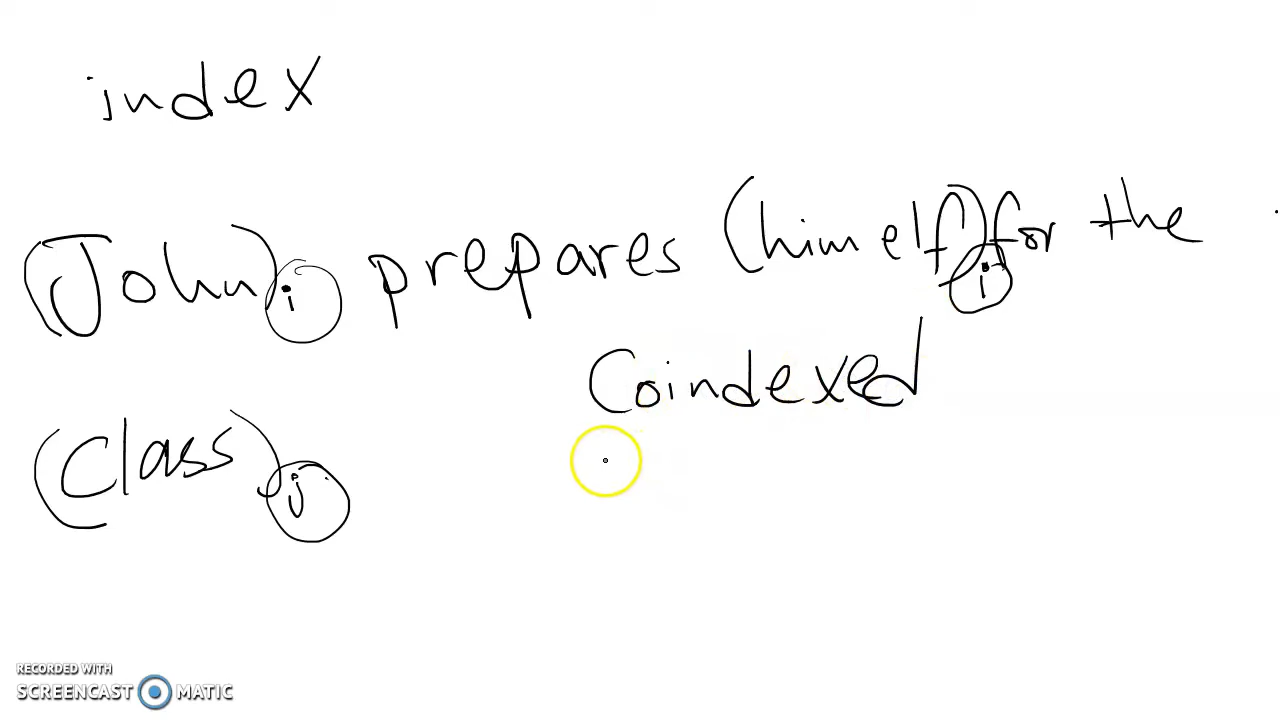 index
(John)i prepares (himelf)i for the
Coindexed
(Class)j
RECORDED WITH
SCREENCAST MATIC